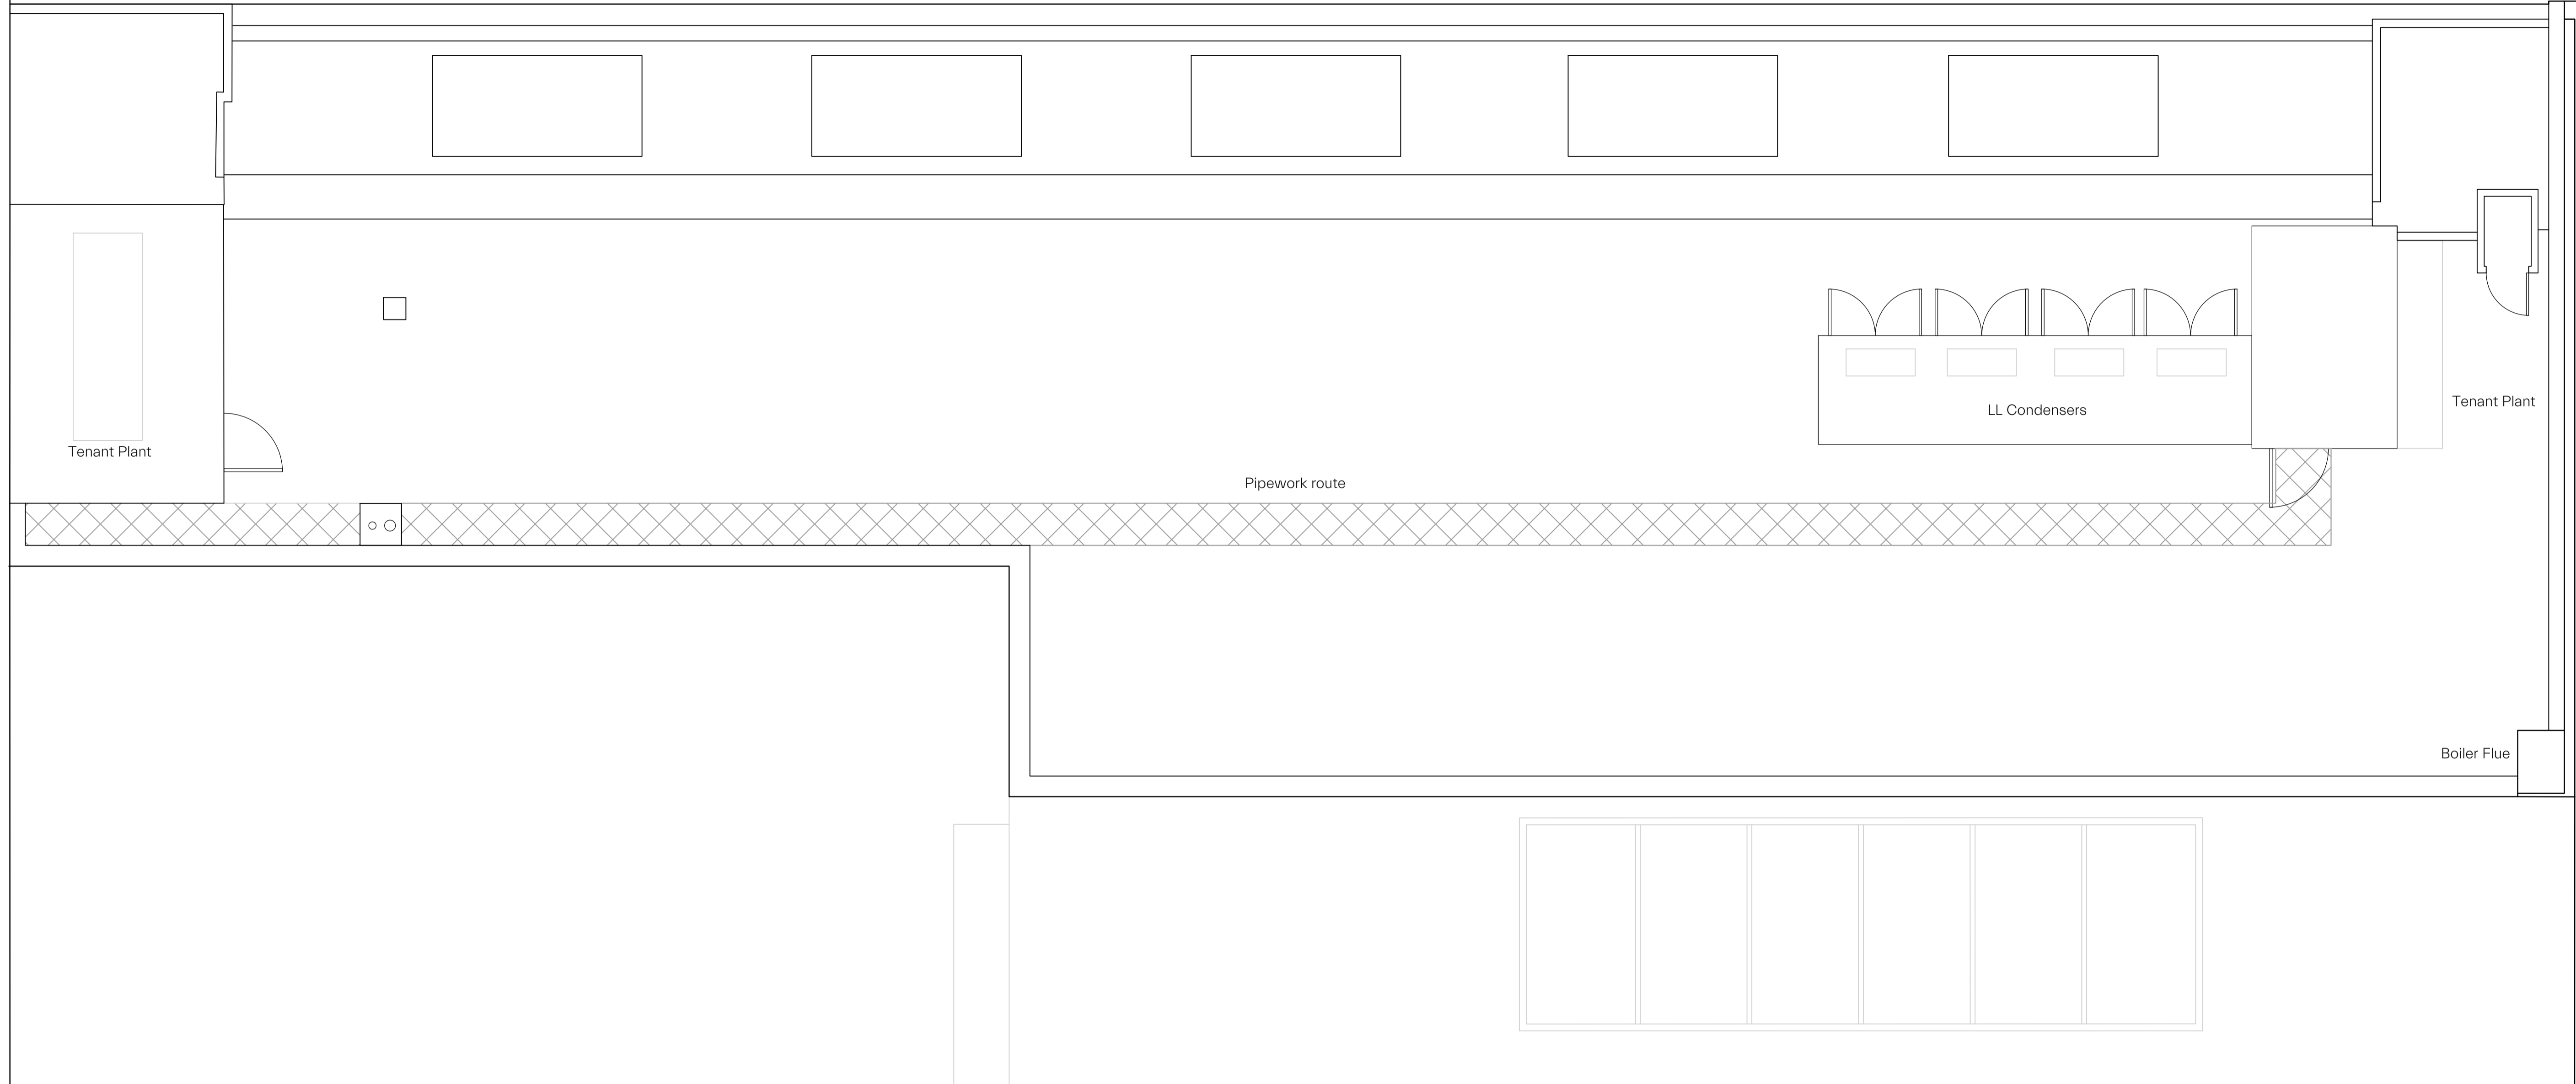 Tenant Plant
LL Condensers
Tenant Plant
Pipework route
Boiler Flue